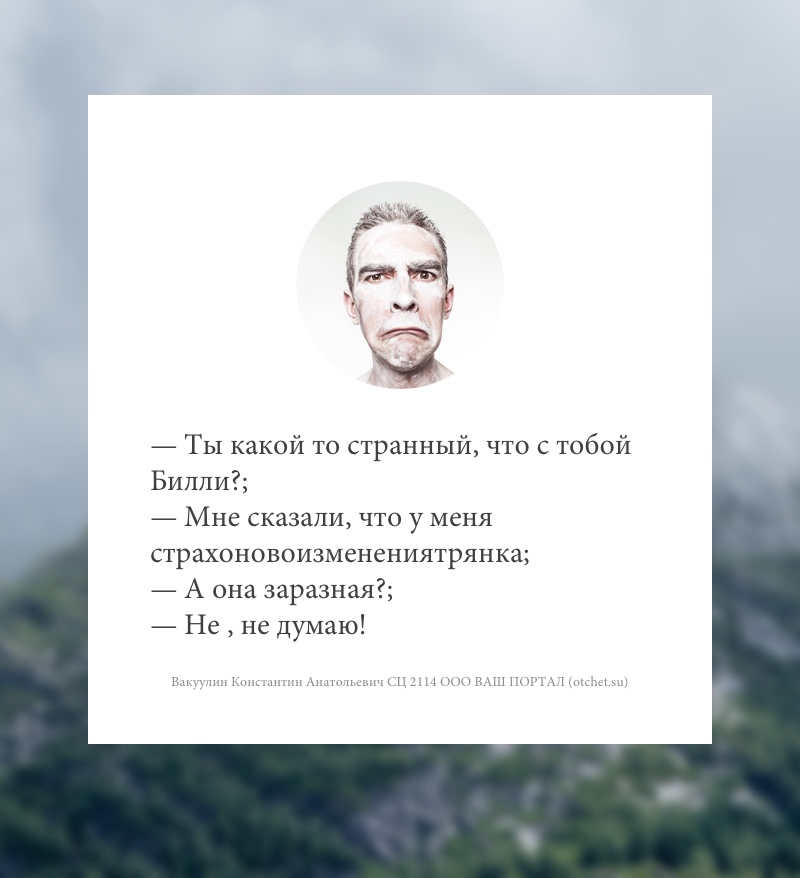 — Ты какой то странный, что с тобой
Билли?;
— Мне сказали, что у меня
страхоновоизменениятрянка;
— А она заразная?;
— Не , не думаю!
Вакуулин Константин Анатольевич СЦ 2114 ООО ВАШ ПОРТАЛ (otchet.su)